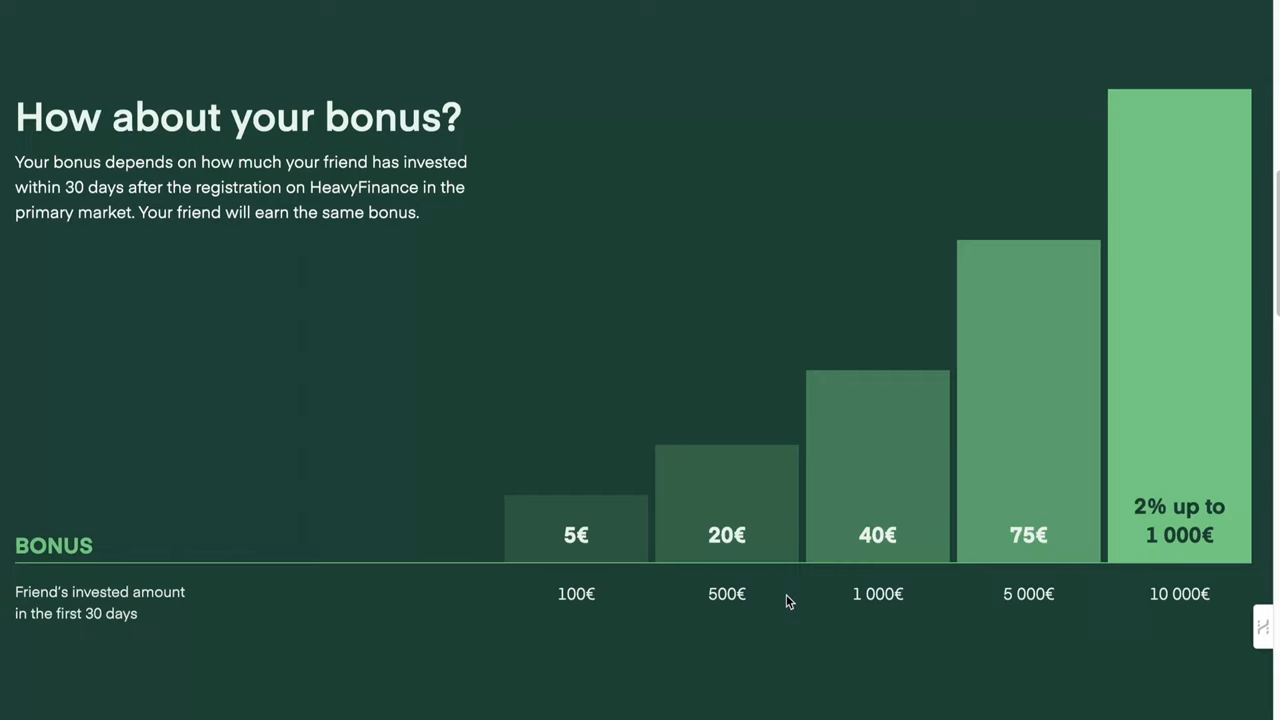 How about your bonus?
Your bonus depends on how much your friend has invested
within 30 days after the registration on HeavyFinance in the
primary market. Your friend will earn the same bonus.
BONUS
5€ 20€ 40€ 75€ 2% up to
1 000€
Friend's invested amount
in the first 30 days
100€ 500€ 1 000€ 5 000€ 10 000€